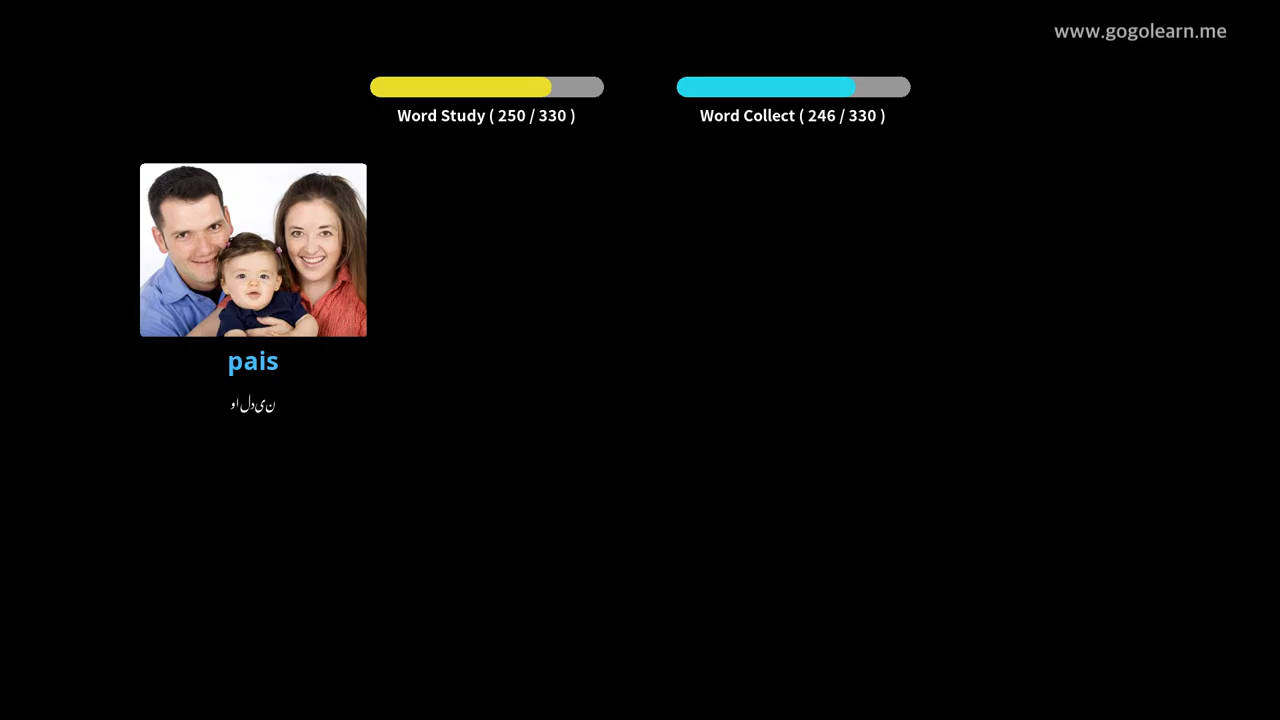 www.gogolearn.me
Word Study ( 250 / 330 )
Word Collect ( 246 / 330 )
pais
والدین